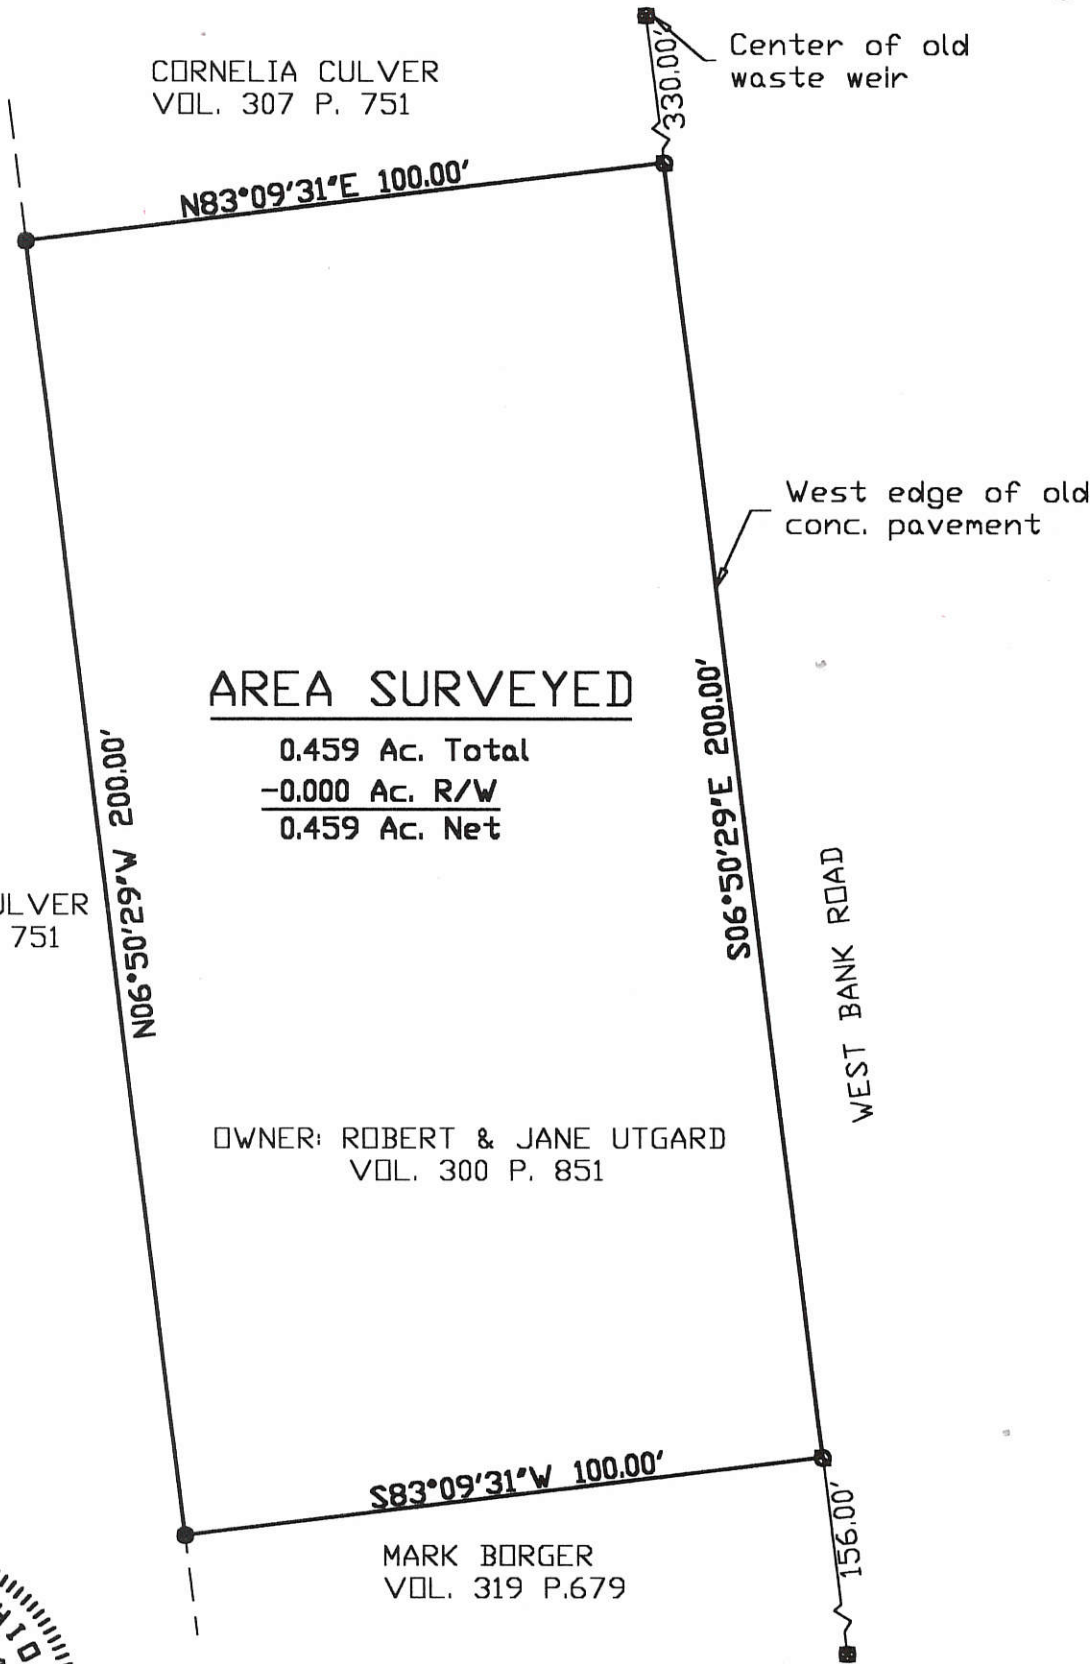 Center of old
waste weir
330.00'
CORNELIA CULVER
VOL. 307 P. 751
N83°09'31"E 100.00'
West edge of old
conc. pavement
AREA SURVEYED
0.459 Ac. Total
-0.000 Ac. R/W
0.459 Ac. Net
N06°50'29"W 200.00'
S06°50'29"E 200.00'
WEST BANK ROAD
751
OWNER: ROBERT & JANE UTGARD
VOL. 300 P. 851
S83°09'31"W 100.00'
MARK BORGER
VOL. 319 P.679
156.00'